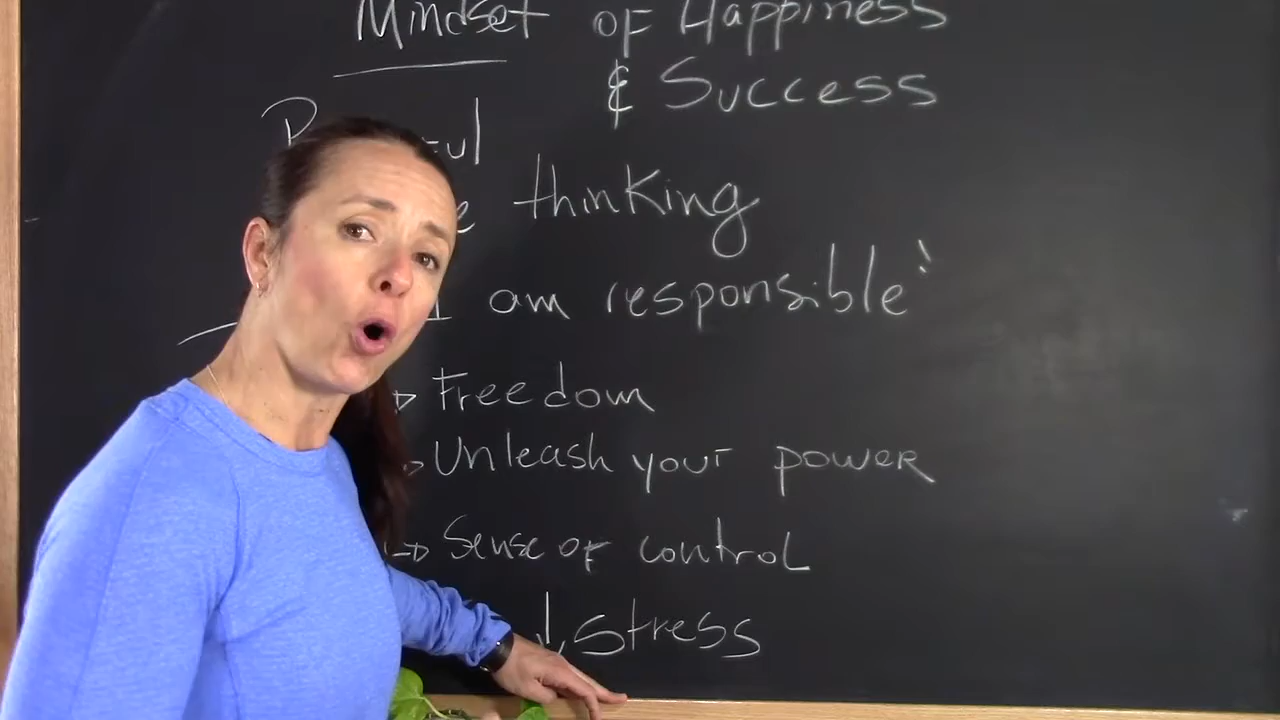 Mindset of Happiness
& Success
thinking
I am responsible"
Freedom
Unleash your power
Sense of control
↓ Stress